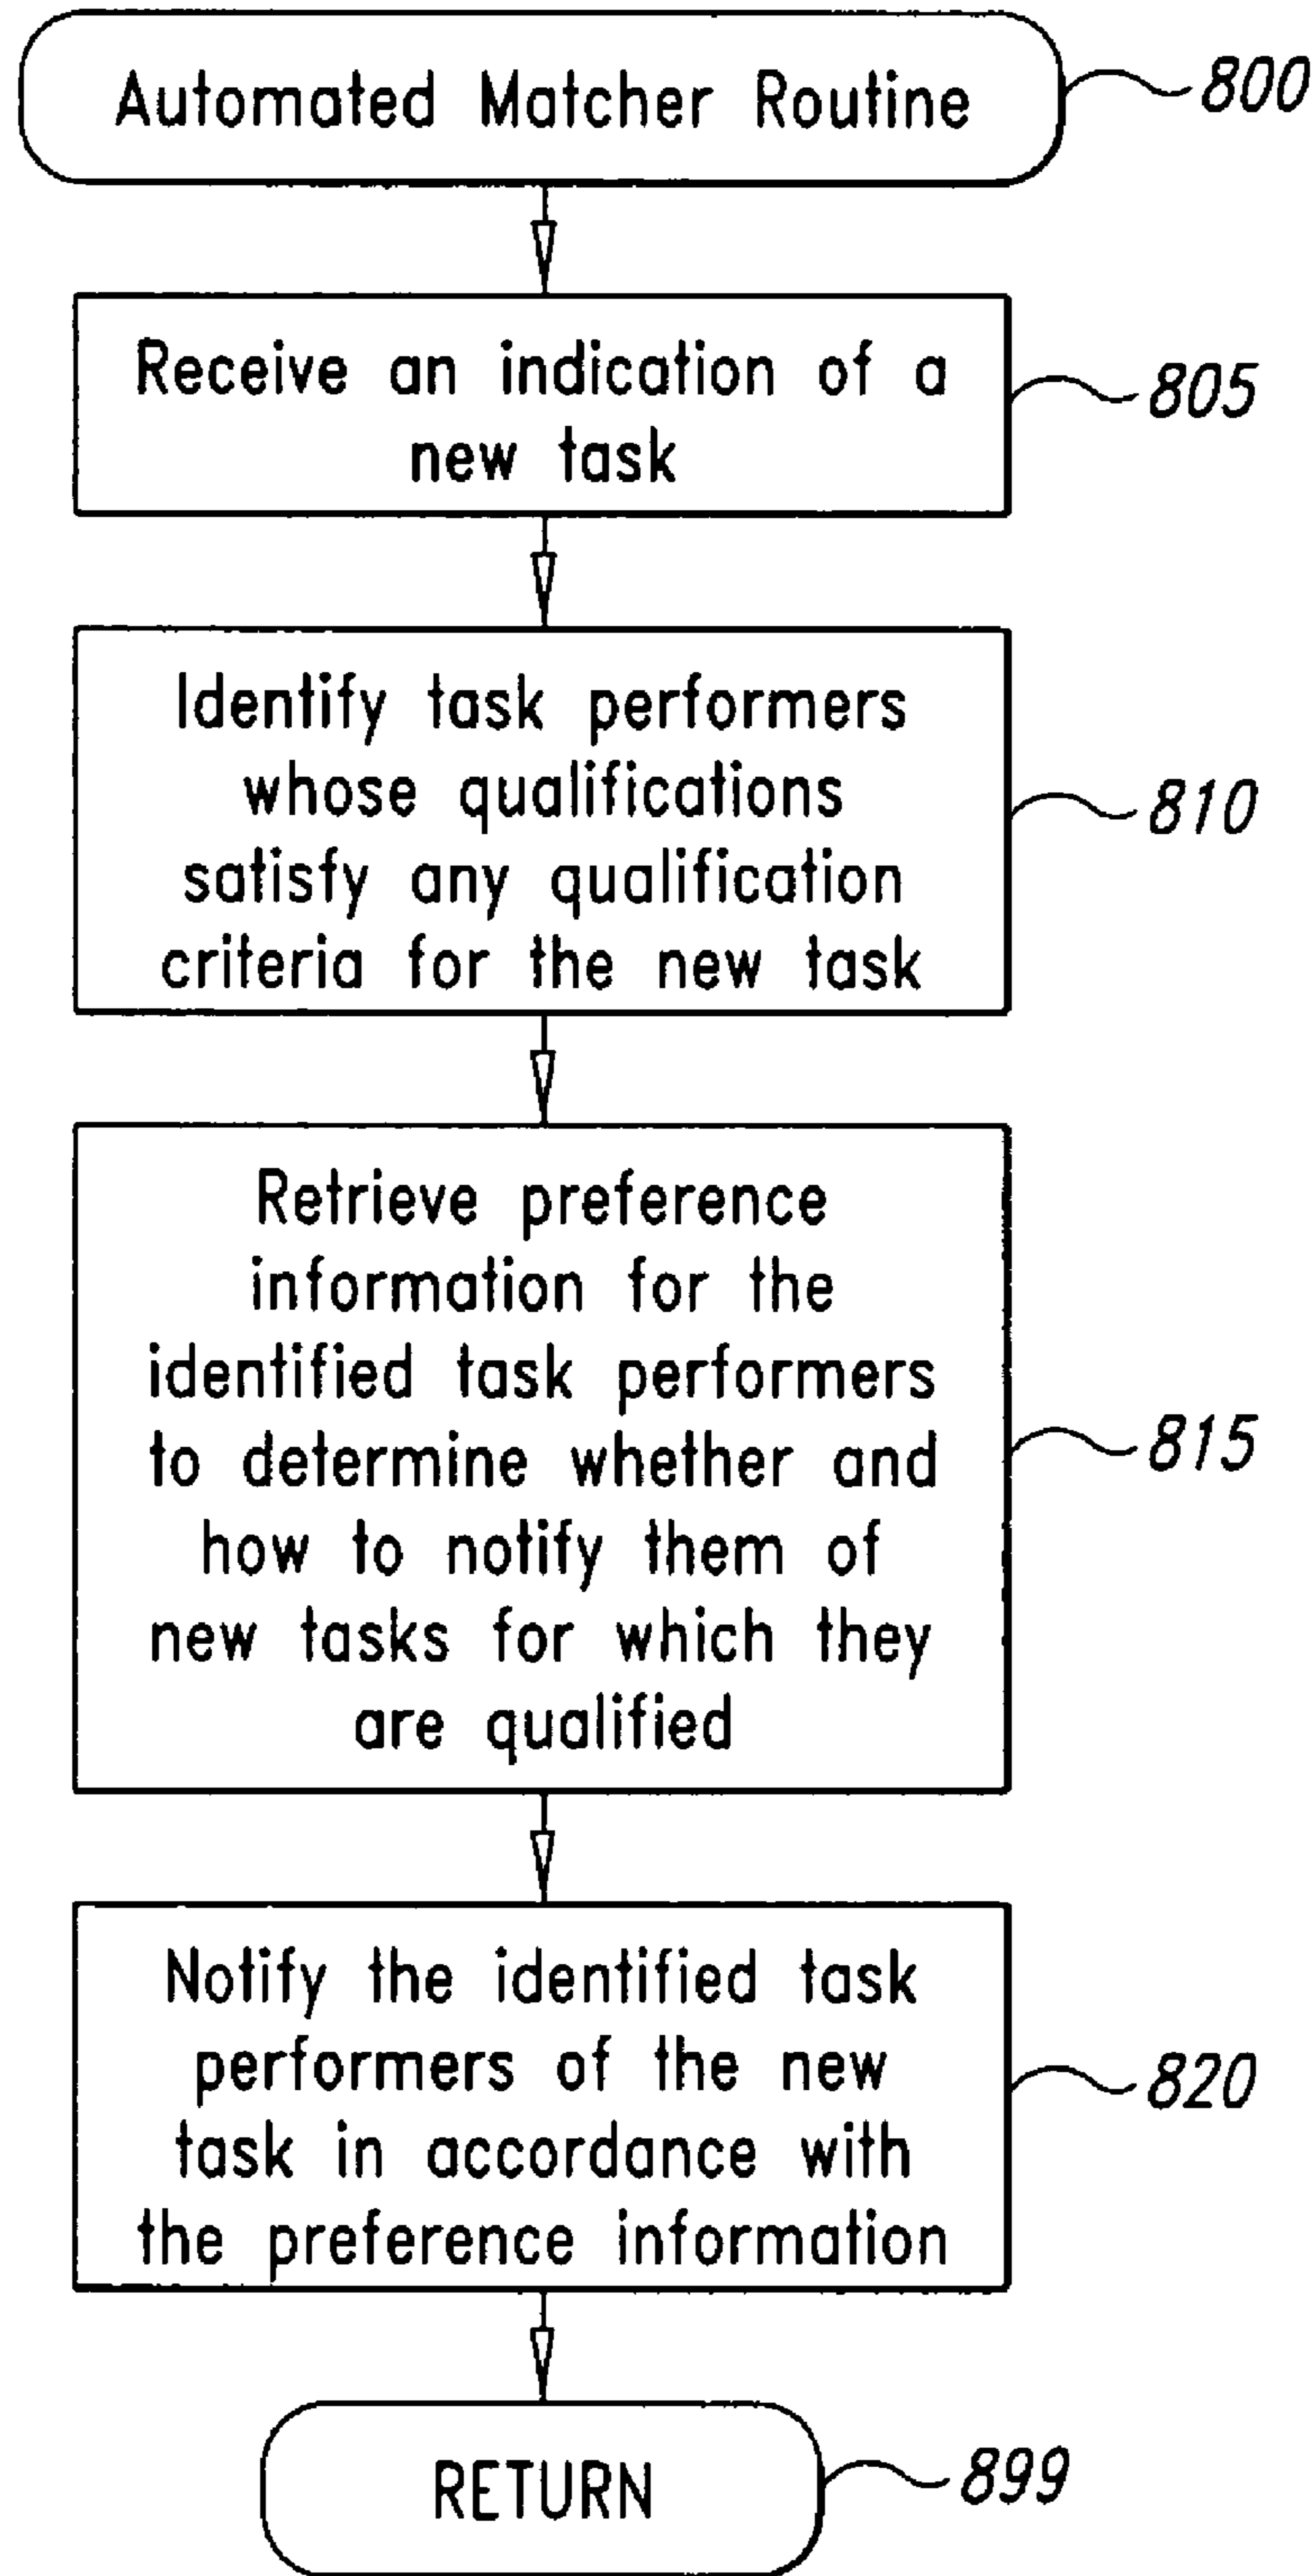 Automated Matcher Routine
800
Receive an indication of a
new task
805
Identify task performers
whose qualifications
satisfy any qualification
criteria for the new task
810
Retrieve preference
information for the
identified task performers
to determine whether and
how to notify them of
new tasks for which they
are qualified
815
Notify the identified task
performers of the new
task in accordance with
the preference information
820
RETURN
899